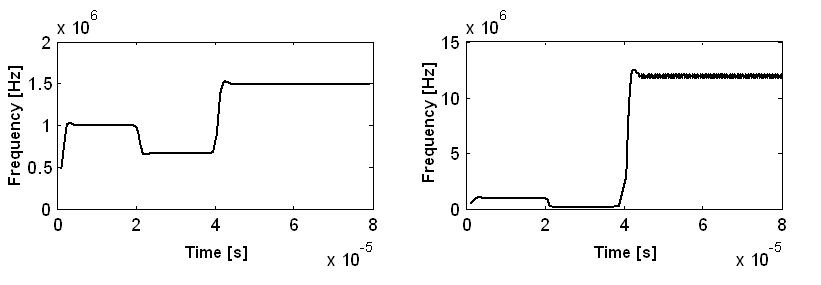 x 10^6
2
1.5
1
0.5
0
Frequency [Hz]
0 2 4 6 8
Time [s]
x 10^-5
x 10^6
15
10
5
0
Frequency [Hz]
0 2 4 6 8
Time [s]
x 10^-5